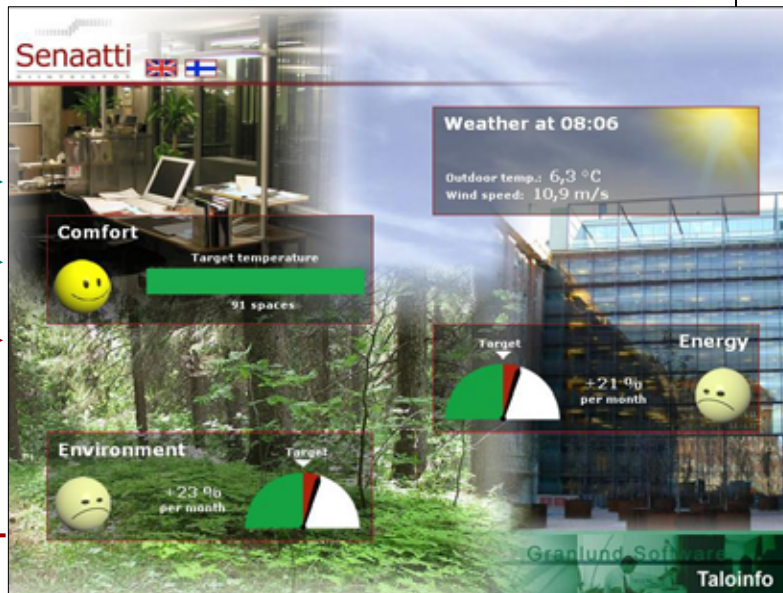 Senaatti
Weather at 08:06
Outdoor temp.: 6,3 °C
Wind speed: 10,9 m/s
Comfort
Target temperature
91 spaces
Target
Energy
+21 %
per month
Environment
Target
+23 %
per month
Granlund Software
Taloinfo